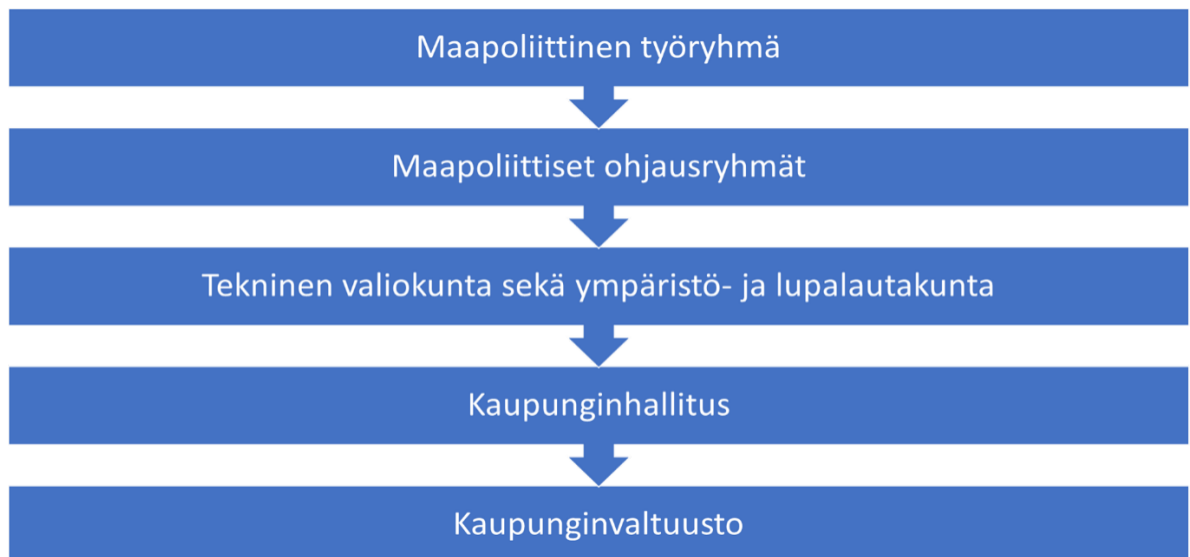 Maapoliittinen työryhmä
Maapoliittiset ohjausryhmät
Tekninen valiokunta sekä ympäristö- ja lupalautakunta
Kaupunginhallitus
Kaupunginvaltuusto